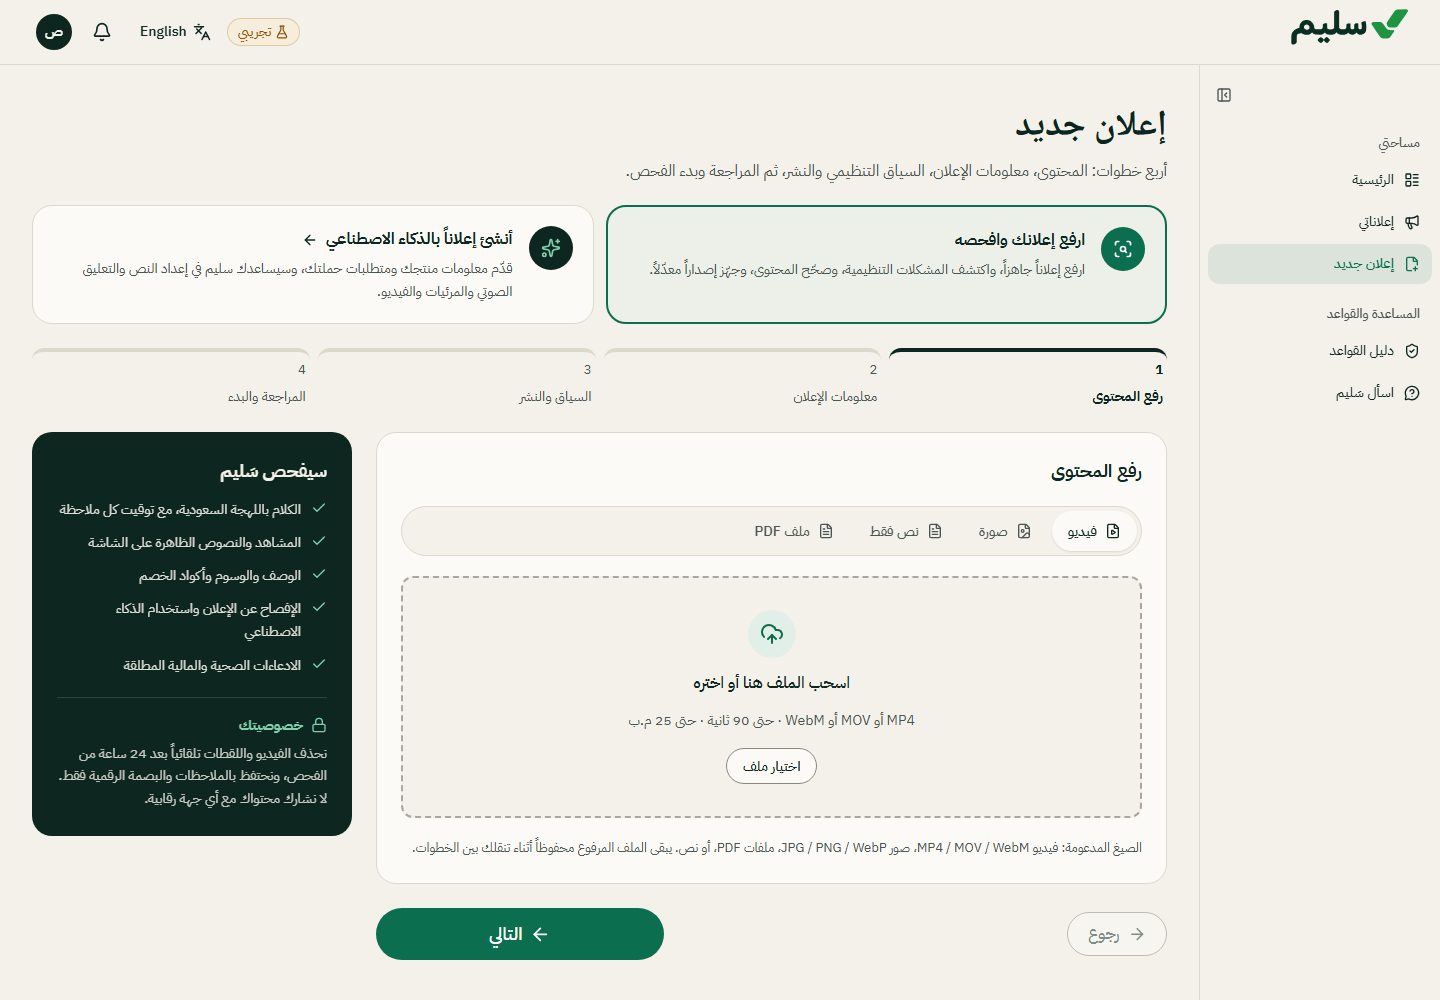 سليم
تجريبي
English
ص
مساحتي
الرئيسية
إعلاناتي
إعلان جديد
المساعدة والقواعد
دليل القواعد
اسأل سَليم
إعلان جديد
أربع خطوات: المحتوى، معلومات الإعلان، السياق التنظيمي والنشر، ثم المراجعة وبدء الفحص.
ارفع إعلانك وافحصه
ارفع إعلاناً جاهزاً، واكتشف المشكلات التنظيمية، وصحّح المحتوى، وجهّز إصداراً معدّلاً.
أنشئ إعلاناً بالذكاء الاصطناعي
قدّم معلومات منتجك ومتطلبات حملتك، وسيساعدك سليم في إعداد النص والتعليق
الصوتي والمرئيات والفيديو.
1
رفع المحتوى
2
معلومات الإعلان
3
السياق والنشر
4
المراجعة والبدء
رفع المحتوى
فيديو
صورة
نص فقط
ملف PDF
اسحب الملف هنا أو اختره
MP4 أو MOV أو WebM · حتى 90 ثانية · حتى 25 م.ب
اختيار ملف
الصيغ المدعومة: فيديو MP4 / MOV / WebM، صور JPG / PNG / WebP، ملفات PDF، أو نص. يبقى الملف المرفوع محفوظاً أثناء تنقلك بين الخطوات.
سيفحص سَليم
الكلام باللهجة السعودية، مع توقيت كل ملاحظة
المشاهد والنصوص الظاهرة على الشاشة
الوصف والوسوم وأكواد الخصم
الإفصاح عن الإعلان واستخدام الذكاء
الاصطناعي
الادعاءات الصحية والمالية المطلقة
خصوصيتك
نحذف الفيديو واللقطات تلقائياً بعد 24 ساعة من
الفحص، ونحتفظ بالملاحظات والبصمة الرقمية فقط.
لا نشارك محتواك مع أي جهة رقابية.
رجوع
التالي